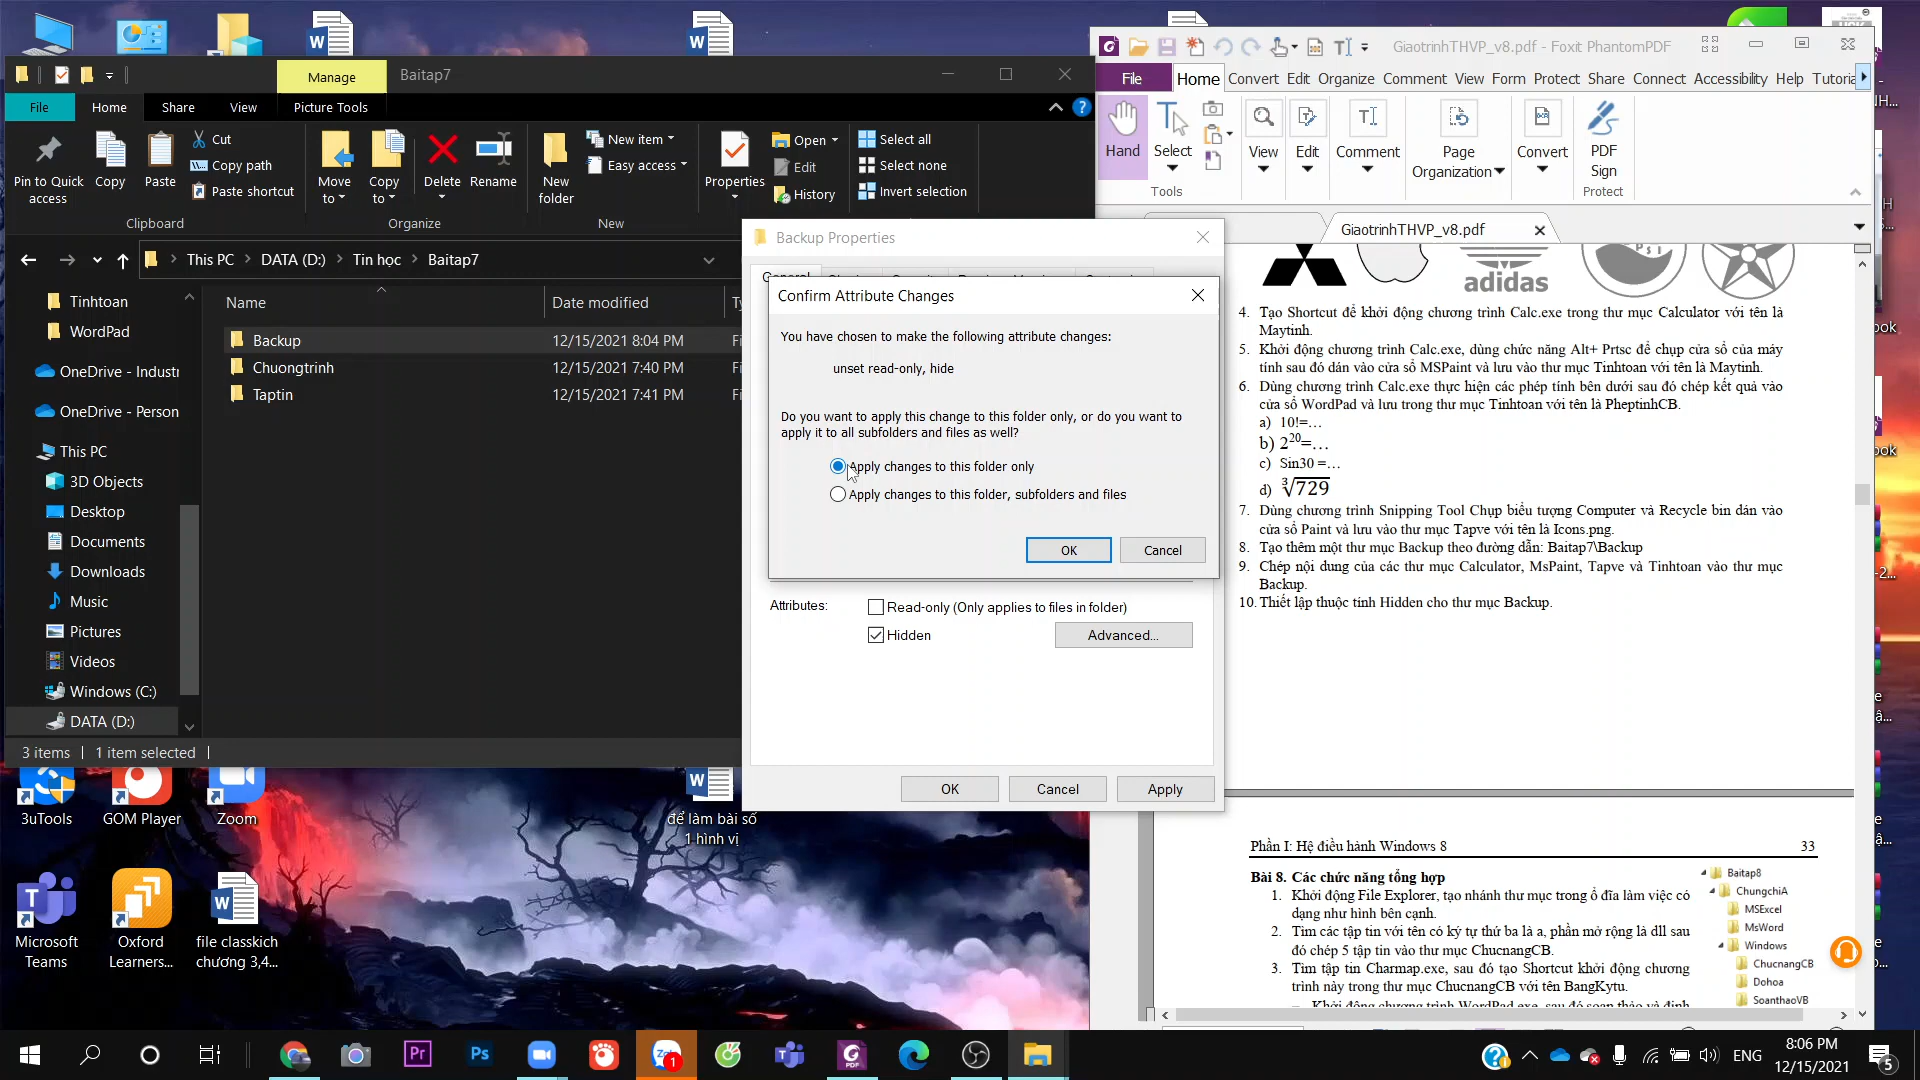 Manage
Baitap7
File
Home
Share
View
Picture Tools
Pin to Quick
access
Copy
Paste
Cut
Copy path
Paste shortcut
Clipboard
Move
to
Copy
to
Delete
Rename
Organize
New
folder
New item
Easy access
New
Properties
Open
Edit
History
Select all
Select none
Invert selection
This PC
DATA (D:)
Tin học
Baitap7
Tinhtoan
WordPad
OneDrive - Industr
OneDrive - Person
This PC
3D Objects
Desktop
Documents
Downloads
Music
Pictures
Videos
Windows (C:)
DATA (D:)
Name
Date modified
Ty
Backup
12/15/2021 8:04 PM
Fi
Chuongtrinh
12/15/2021 7:40 PM
Fi
Taptin
12/15/2021 7:41 PM
Fi
3 items
1 item selected
Backup Properties
General
Confirm Attribute Changes
You have chosen to make the following attribute changes:
unset read-only, hide
Do you want to apply this change to this folder only, or do you want to
apply it to all subfolders and files as well?
Apply changes to this folder only
Apply changes to this folder, subfolders and files
OK
Cancel
Attributes:
Read-only (Only applies to files in folder)
Hidden
Advanced...
OK
Cancel
Apply
GiaotrinhTHVP_v8.pdf - Foxit PhantomPDF
File
Home
Convert
Edit
Organize
Comment
View
Form
Protect
Share
Connect
Accessibility
Help
Tutoria
Hand
Select
Tools
View
Edit
Comment
Page
Organization
Convert
PDF
Sign
Protect
GiaotrinhTHVP_v8.pdf
adidas
4. Tạo Shortcut để khởi động chương trình Calc.exe trong thư mục Calculator với tên là
Maytinh.
5. Khởi động chương trình Calc.exe, dùng chức năng Alt+ Prtsc để chụp cửa sổ của máy
tính sau đó dán vào cửa sổ MSPaint và lưu vào thư mục Tinhtoan với tên là Maytinh.
6. Dùng chương trình Calc.exe thực hiện các phép tính bên dưới sau đó chép kết quả vào
cửa sổ WordPad và lưu trong thư mục Tinhtoan với tên là PheptinhCB.
a) 10!=…
b) 2²⁰=…
c) Sin30 =…
d) ∛729
7. Dùng chương trình Snipping Tool Chụp biểu tượng Computer và Recycle bin dán vào
cửa sổ Paint và lưu vào thư mục Tapve với tên là Icons.png.
8. Tạo thêm một thư mục Backup theo đường dẫn: Baitap7\Backup
9. Chép nội dung của các thư mục Calculator, MsPaint, Tapve và Tinhtoan vào thư mục
Backup.
10. Thiết lập thuộc tính Hidden cho thư mục Backup.
Phần I: Hệ điều hành Windows 8
33
Bài 8. Các chức năng tổng hợp
1. Khởi động File Explorer, tạo nhánh thư mục trong ổ đĩa làm việc có
dạng như hình bên cạnh.
2. Tìm các tập tin với tên có ký tự thứ ba là a, phần mở rộng là dll sau
đó chép 5 tập tin vào thư mục ChucnangCB.
3. Tìm tập tin Charmap.exe, sau đó tạo Shortcut khởi động chương
trình này trong thư mục ChucnangCB với tên BangKytu.
– Khởi động chương trình WordPad.exe, sau đó soạn thảo và định
Baitap8
ChungchiA
MSExcel
MsWord
Windows
ChucnangCB
Dohoa
SoanthaoVB
3uTools
GOM Player
Zoom
để làm bài số
1 hình vị
Microsoft
Teams
Oxford
Learners...
file classkich
chương 3,4...
ENG
8:06 PM
12/15/2021
5